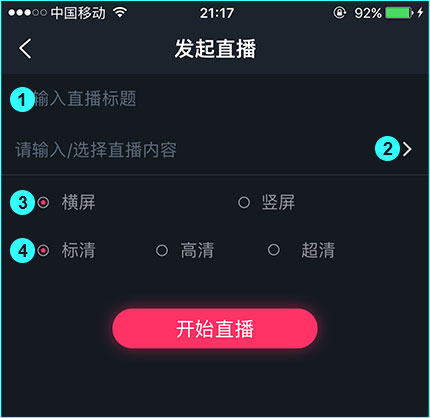 中国移动 21:17 92%
发起直播
1 输入直播标题
请输入/选择直播内容 2
3 横屏 竖屏
4 标清 高清 超清
开始直播